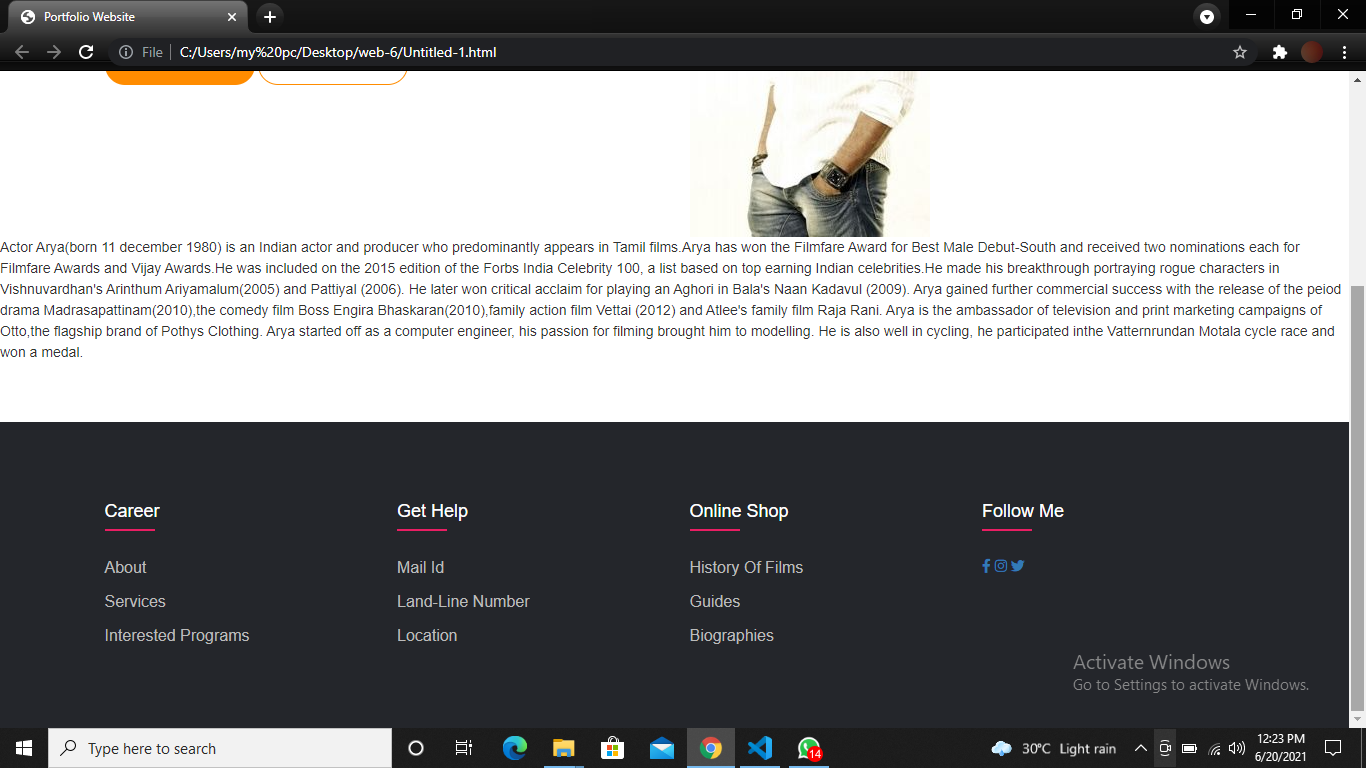 Portfolio Website
File
C:/Users/my%20pc/Desktop/web-6/Untitled-1.html
Actor Arya(born 11 december 1980) is an Indian actor and producer who predominantly appears in Tamil films.Arya has won the Filmfare Award for Best Male Debut-South and received two nominations each for
Filmfare Awards and Vijay Awards.He was included on the 2015 edition of the Forbs India Celebrity 100, a list based on top earning Indian celebrities.He made his breakthrough portraying rogue characters in
Vishnuvardhan's Arinthum Ariyamalum(2005) and Pattiyal (2006). He later won critical acclaim for playing an Aghori in Bala's Naan Kadavul (2009). Arya gained further commercial success with the release of the peiod
drama Madrasapattinam(2010),the comedy film Boss Engira Bhaskaran(2010),family action film Vettai (2012) and Atlee's family film Raja Rani. Arya is the ambassador of television and print marketing campaigns of
Otto,the flagship brand of Pothys Clothing. Arya started off as a computer engineer, his passion for filming brought him to modelling. He is also well in cycling, he participated inthe Vatternrundan Motala cycle race and
won a medal.
Career
About
Services
Interested Programs
Get Help
Mail Id
Land-Line Number
Location
Online Shop
History Of Films
Guides
Biographies
Follow Me
Activate Windows
Go to Settings to activate Windows.
Type here to search
14
30°C Light rain
12:23 PM
6/20/2021